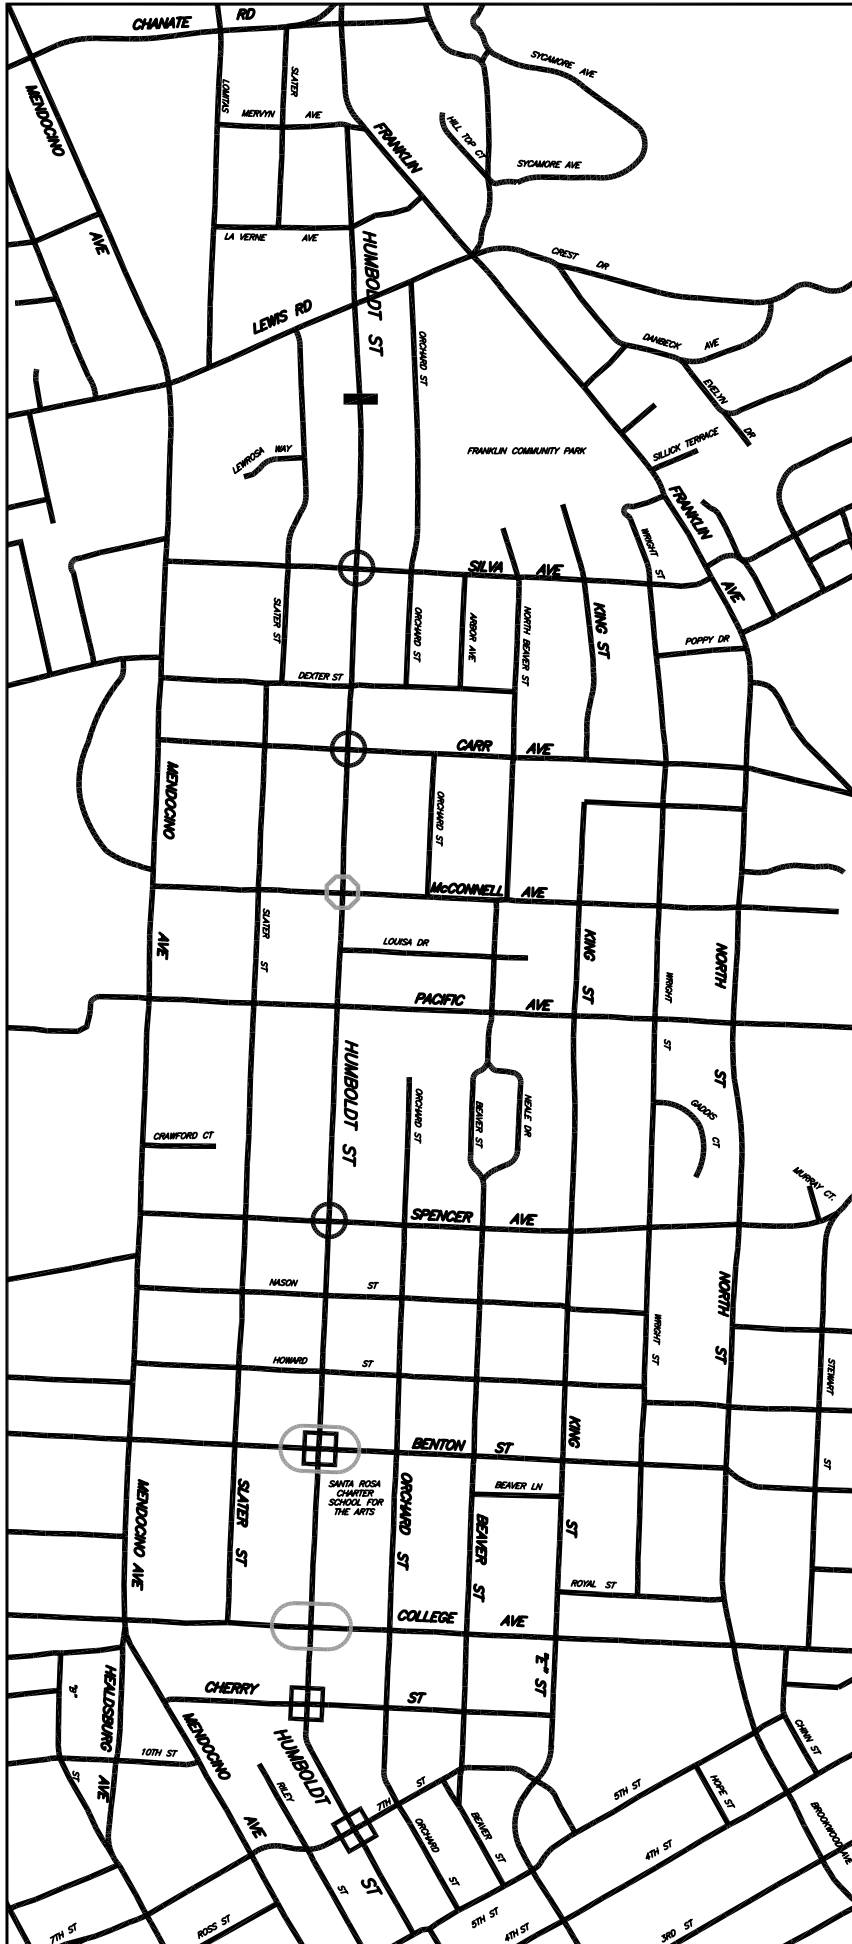 CHANATE RD
SYCAMORE AVE
LOMITAS
SLATER
MENDOCINO
MERVYN AVE
HILL TOP CT
FRANKLIN
SYCAMORE AVE
AVE
LA VERNE AVE
HUMBOLDT ST
CREST DR
LEWIS RD
ORCHARD ST
DANBECK AVE
EVELYN DR
LEWROSA WAY
FRANKLIN COMMUNITY PARK
SILLICK TERRACE
FRANKLIN
WRIGHT ST
SILVA AVE
AVE
SLATER ST
ORCHARD ST
ARBOR AVE
NORTH BEAVER ST
KING ST
POPPY DR
DEXTER ST
CARR AVE
MENDOCINO
ORCHARD ST
McCONNELL AVE
SLATER ST
AVE
LOUISA DR
KING ST
NORTH
WRIGHT ST
PACIFIC AVE
HUMBOLDT ST
ST
ORCHARD ST
BEAVER ST
NEALE DR
GADDIS CT
CRAWFORD CT
MURRAY CT.
SPENCER AVE
NASON ST
NORTH ST
WRIGHT ST
HOWARD ST
STEWART ST
KING ST
BENTON ST
SANTA ROSA
CHARTER
SCHOOL FOR
THE ARTS
BEAVER LN
MENDOCINO AVE
SLATER ST
ORCHARD ST
BEAVER ST
ROYAL ST
COLLEGE AVE
"E" ST
HEALDSBURG AVE
"B" ST
CHERRY ST
MENDOCINO AVE
HUMBOLDT ST
10TH ST
CHINN ST
RILEY ST
7TH ST
5TH ST
HOPE ST
ORCHARD ST
BEAVER ST
BROOKWOOD AVE
4TH ST
7TH ST
ROSS ST
5TH ST
4TH ST
3RD ST